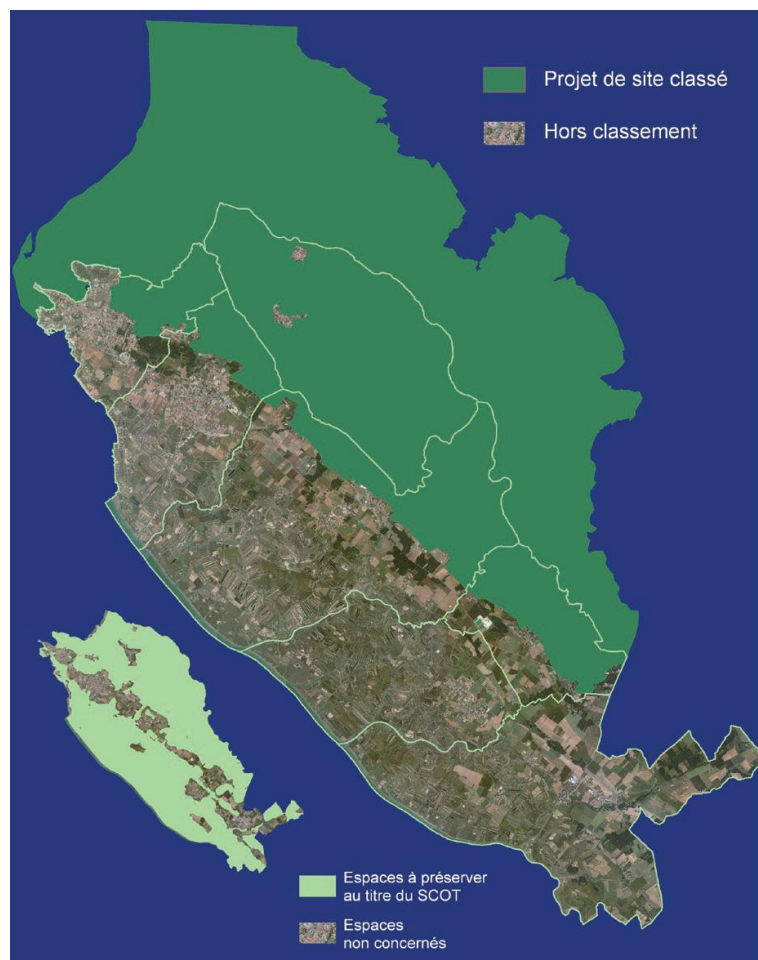 Projet de site classé
Hors classement
Espaces à préserver
au titre du SCOT
Espaces
non concernés